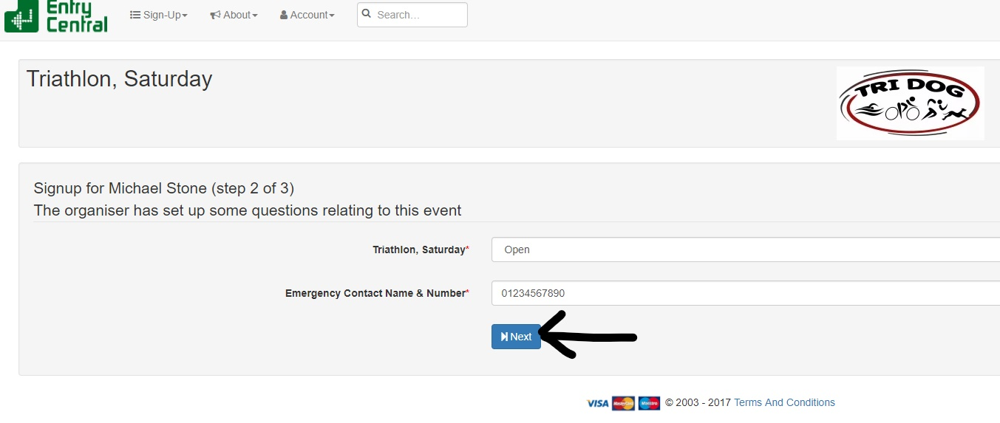 Entry
Central
Sign-Up
About
Account
Search...
Triathlon, Saturday
TRI DOG
Signup for Michael Stone (step 2 of 3)
The organiser has set up some questions relating to this event
Triathlon, Saturday*
Open
Emergency Contact Name & Number*
01234567890
Next
VISA MasterCard Maestro © 2003 - 2017 Terms And Conditions